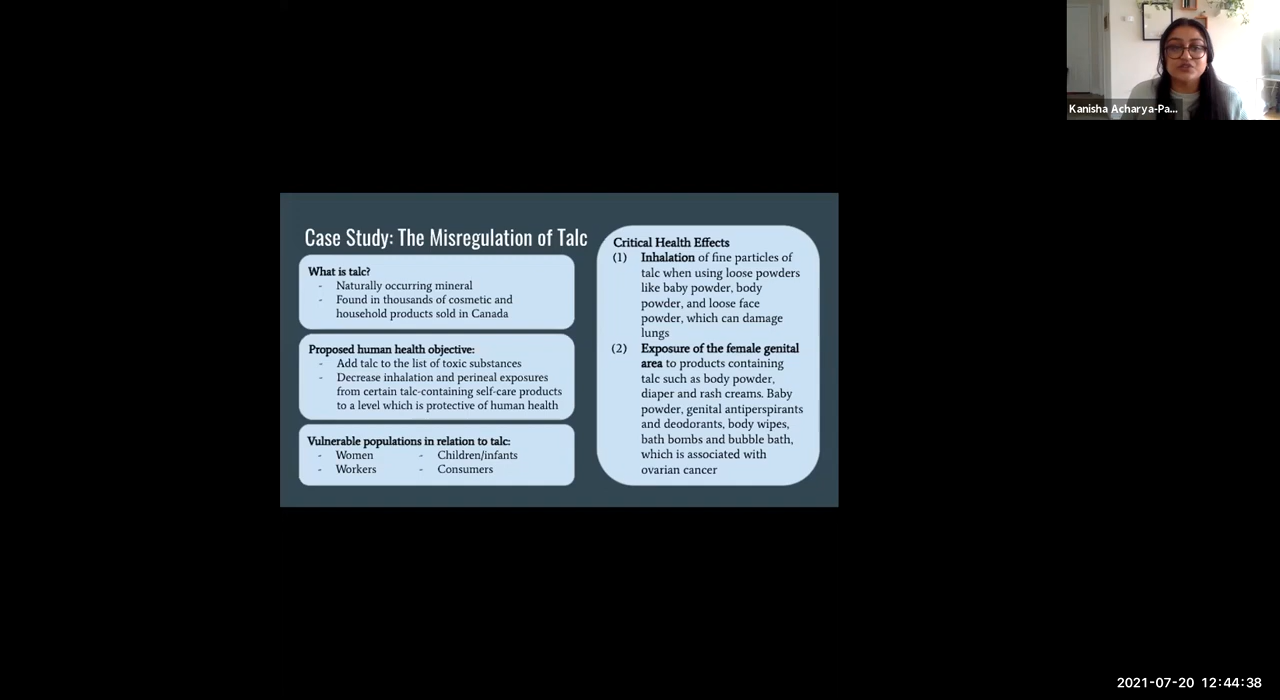 Kanisha Acharya-Pa...
Case Study: The Misregulation of Talc
What is talc?
- Naturally occurring mineral
- Found in thousands of cosmetic and
household products sold in Canada
Proposed human health objective:
- Add talc to the list of toxic substances
- Decrease inhalation and perineal exposures
from certain talc-containing self-care products
to a level which is protective of human health
Vulnerable populations in relation to talc:
- Women - Children/infants
- Workers - Consumers
Critical Health Effects
(1) Inhalation of fine particles of
talc when using loose powders
like baby powder, body
powder, and loose face
powder, which can damage
lungs
(2) Exposure of the female genital
area to products containing
talc such as body powder,
diaper and rash creams. Baby
powder, genital antiperspirants
and deodorants, body wipes,
bath bombs and bubble bath,
which is associated with
ovarian cancer
2021-07-20 12:44:38